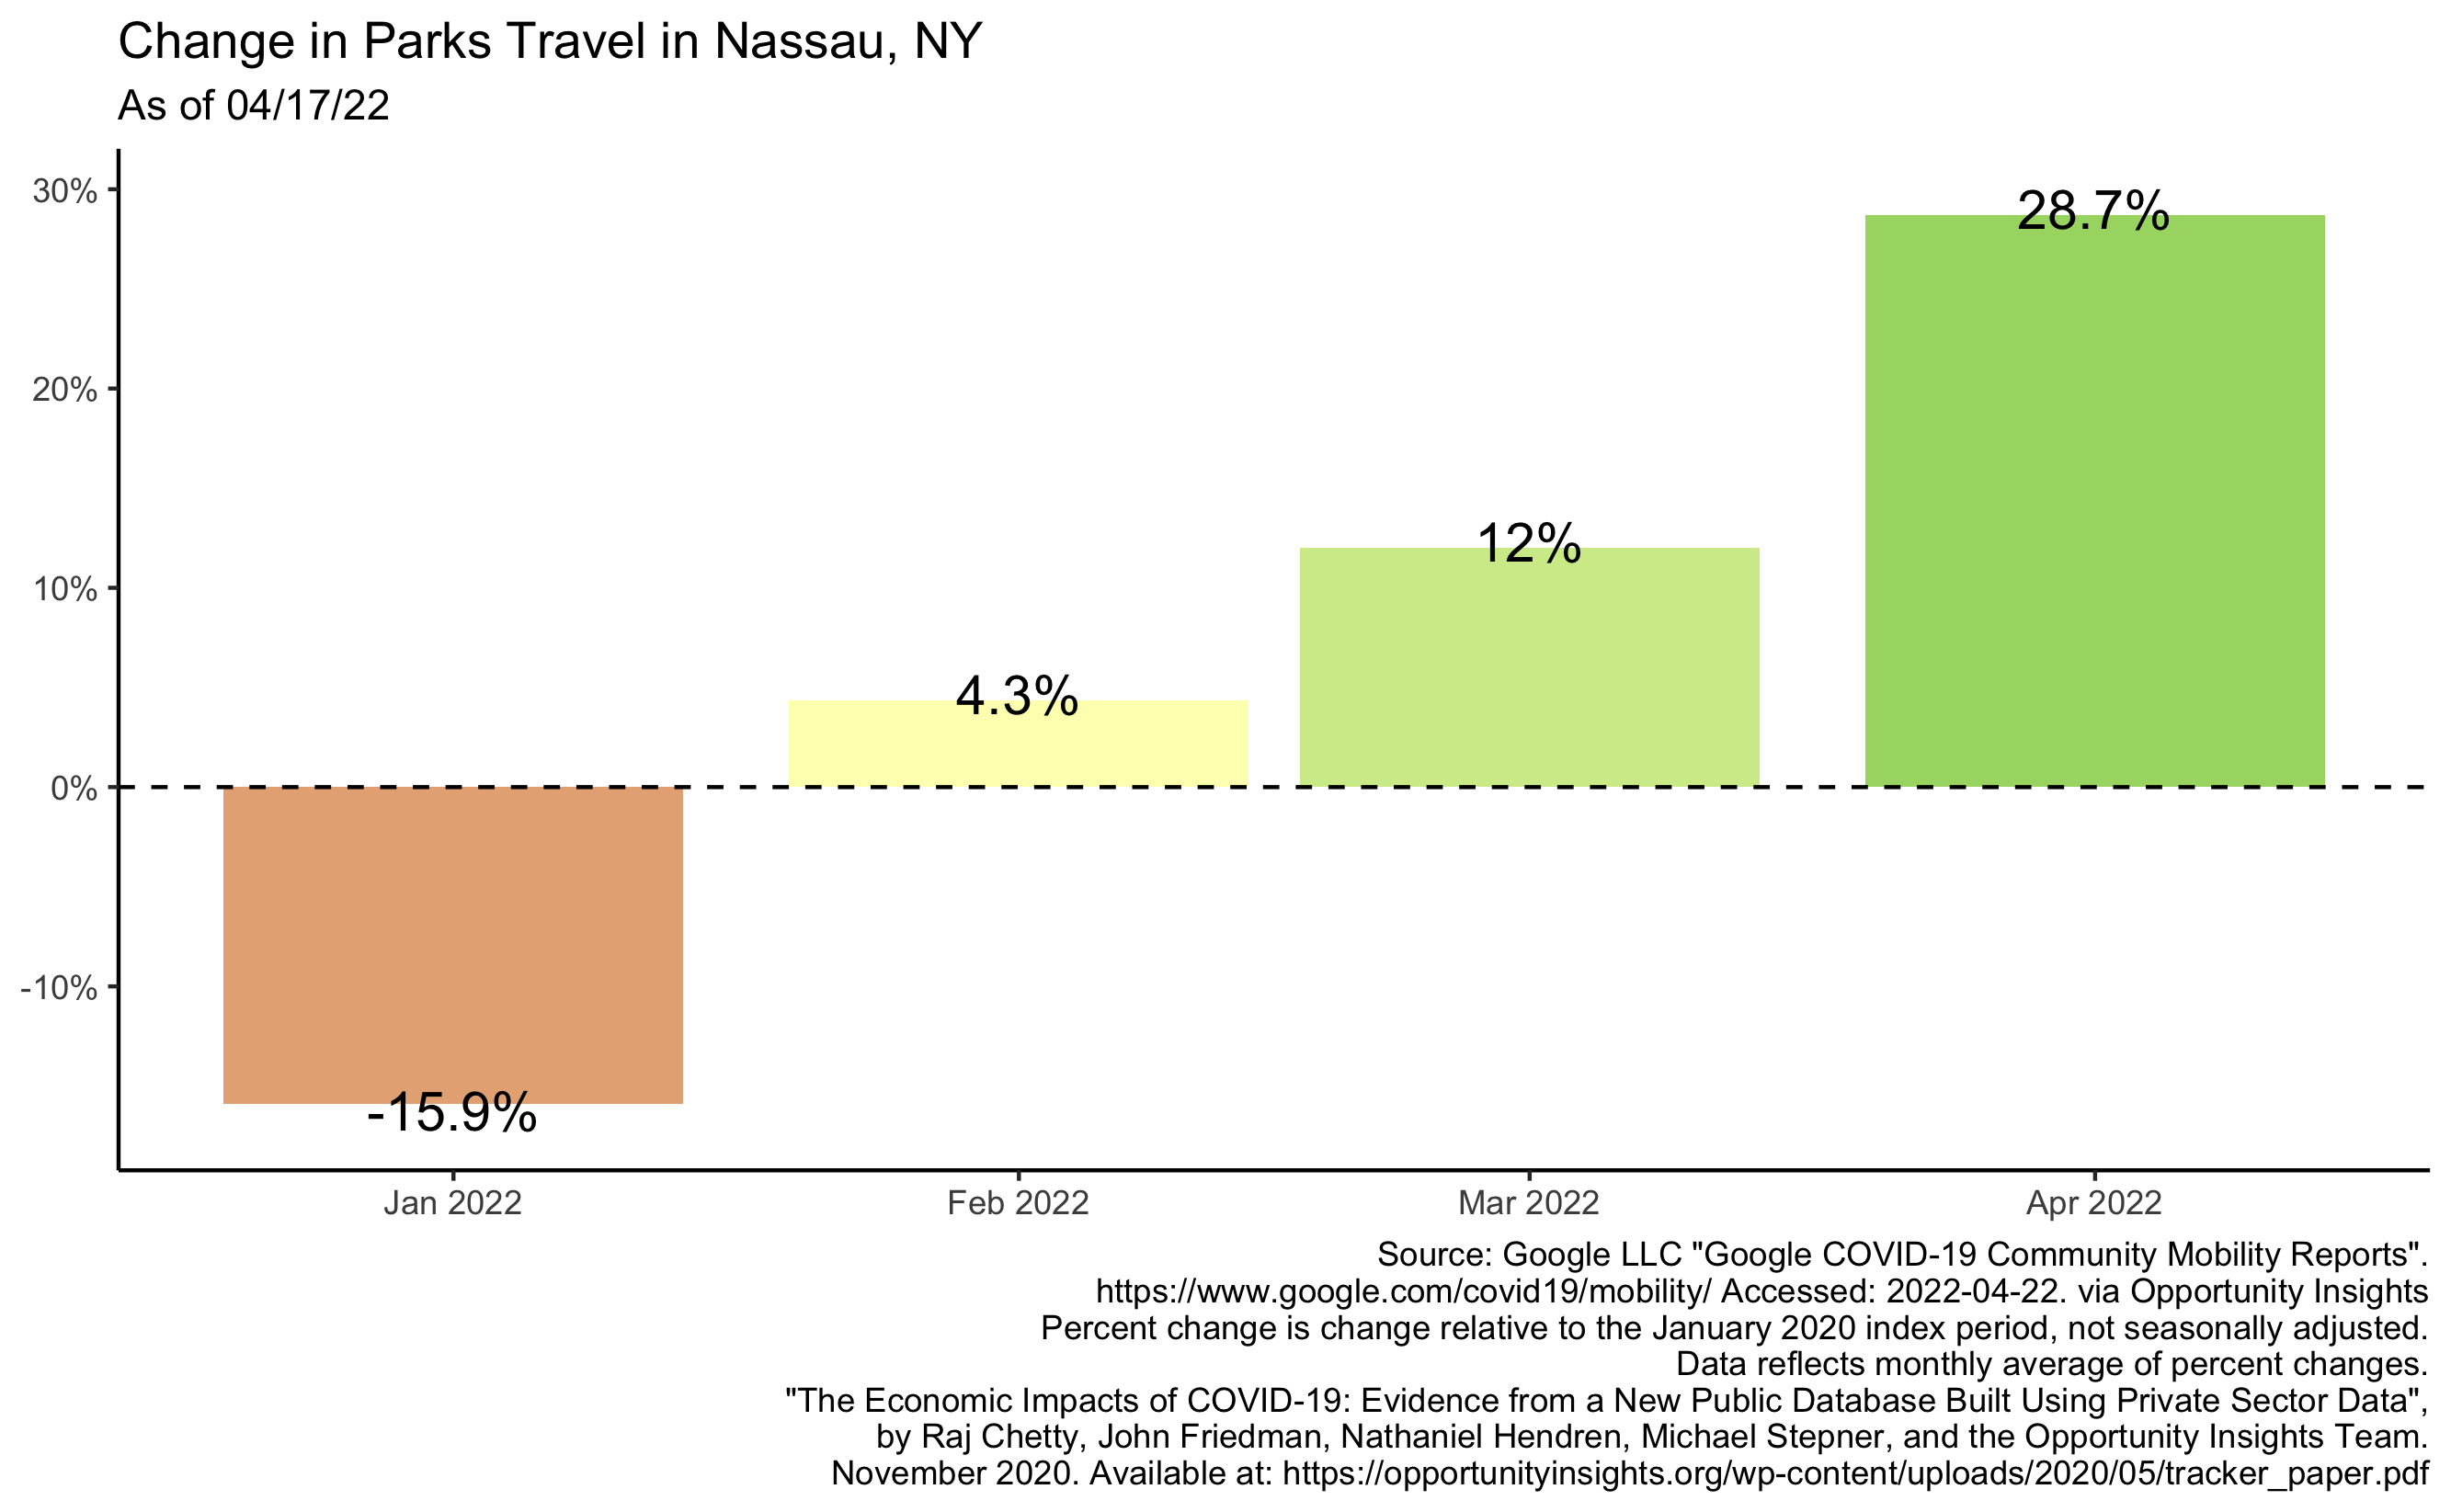 Change in Parks Travel in Nassau, NY
As of 04/17/22
30%
20%
10%
0%
-10%
28.7%
12%
4.3%
-15.9%
Jan 2022 Feb 2022 Mar 2022 Apr 2022
Source: Google LLC "Google COVID-19 Community Mobility Reports".
https://www.google.com/covid19/mobility/ Accessed: 2022-04-22. via Opportunity Insights
Percent change is change relative to the January 2020 index period, not seasonally adjusted.
Data reflects monthly average of percent changes.
"The Economic Impacts of COVID-19: Evidence from a New Public Database Built Using Private Sector Data",
by Raj Chetty, John Friedman, Nathaniel Hendren, Michael Stepner, and the Opportunity Insights Team.
November 2020. Available at: https://opportunityinsights.org/wp-content/uploads/2020/05/tracker_paper.pdf